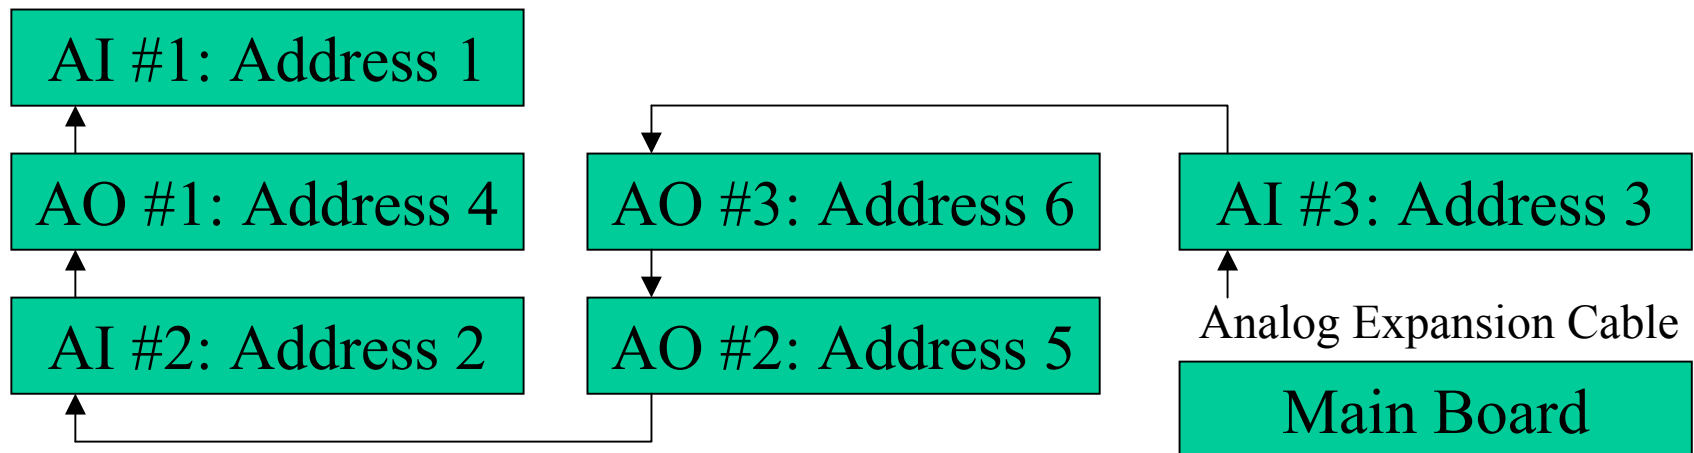 AI #1: Address 1
AO #1: Address 4
AI #2: Address 2
AO #3: Address 6
AO #2: Address 5
AI #3: Address 3
Analog Expansion Cable
Main Board